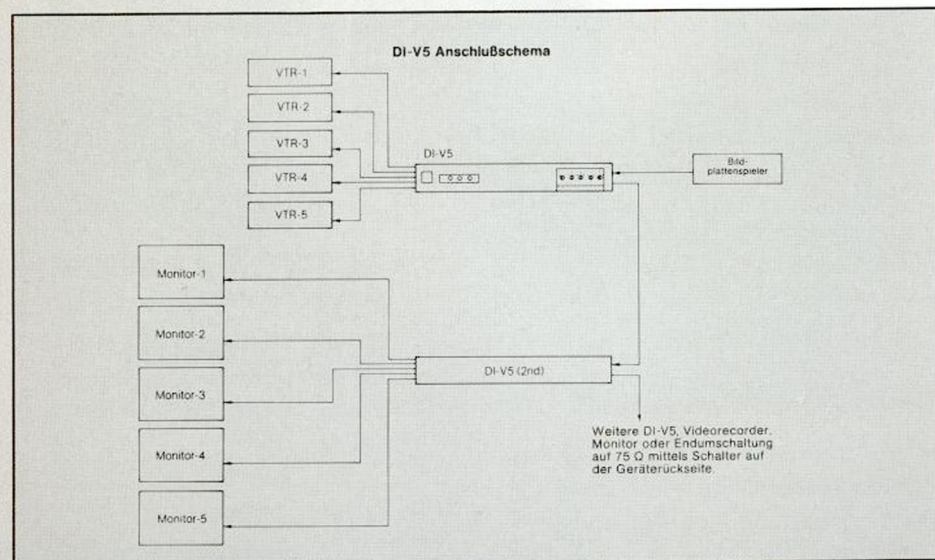 DI-V5 Anschlußschema
VTR-1
VTR-2
VTR-3
VTR-4
VTR-5
DI-V5
Bild-
plattenspieler
Monitor-1
Monitor-2
Monitor-3
Monitor-4
Monitor-5
DI-V5 (2nd)
Weitere DI-V5, Videorecorder,
Monitor oder Endumschaltung
auf 75 Ω mittels Schalter auf
der Geräterückseite.